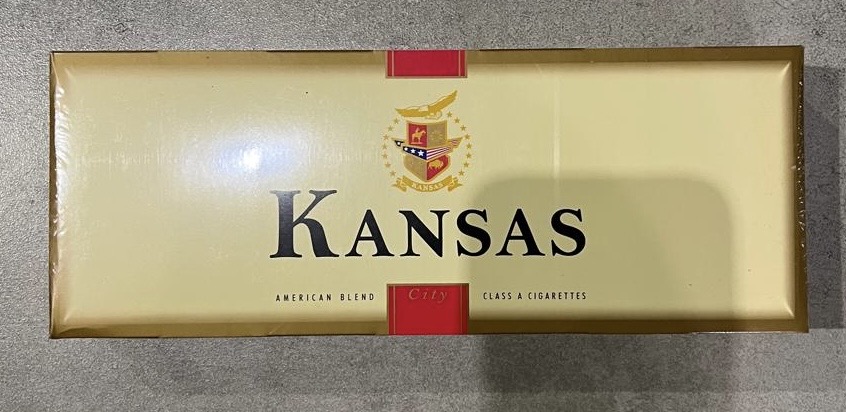 KANSAS
KANSAS
AMERICAN BLEND City CLASS A CIGARETTES